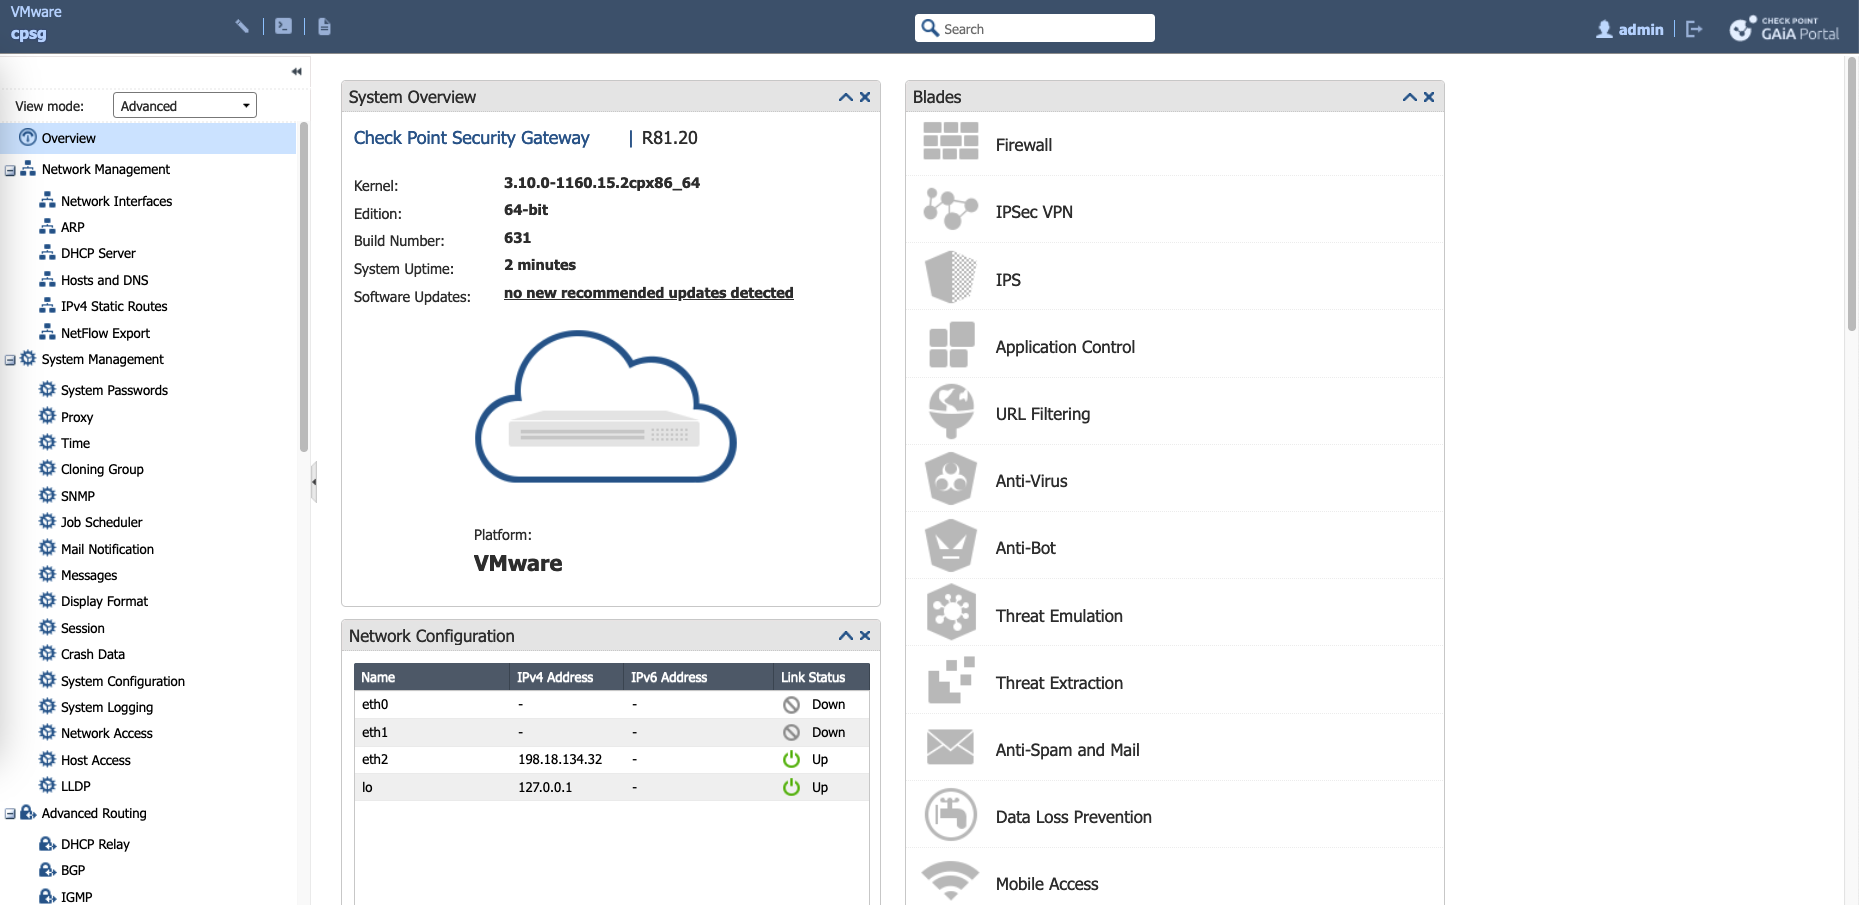 VMware
cpsg
Search
admin
CHECK POINT
GAiA Portal
View mode: Advanced
Overview
Network Management
Network Interfaces
ARP
DHCP Server
Hosts and DNS
IPv4 Static Routes
NetFlow Export
System Management
System Passwords
Proxy
Time
Cloning Group
SNMP
Job Scheduler
Mail Notification
Messages
Display Format
Session
Crash Data
System Configuration
System Logging
Network Access
Host Access
LLDP
Advanced Routing
DHCP Relay
BGP
IGMP
System Overview
Check Point Security Gateway | R81.20
Kernel: 3.10.0-1160.15.2cpx86_64
Edition: 64-bit
Build Number: 631
System Uptime: 2 minutes
Software Updates: no new recommended updates detected
Platform:
VMware
Network Configuration
Name IPv4 Address IPv6 Address Link Status
eth0 - - Down
eth1 - - Down
eth2 198.18.134.32 - Up
lo 127.0.0.1 - Up
Blades
Firewall
IPSec VPN
IPS
Application Control
URL Filtering
Anti-Virus
Anti-Bot
Threat Emulation
Threat Extraction
Anti-Spam and Mail
Data Loss Prevention
Mobile Access